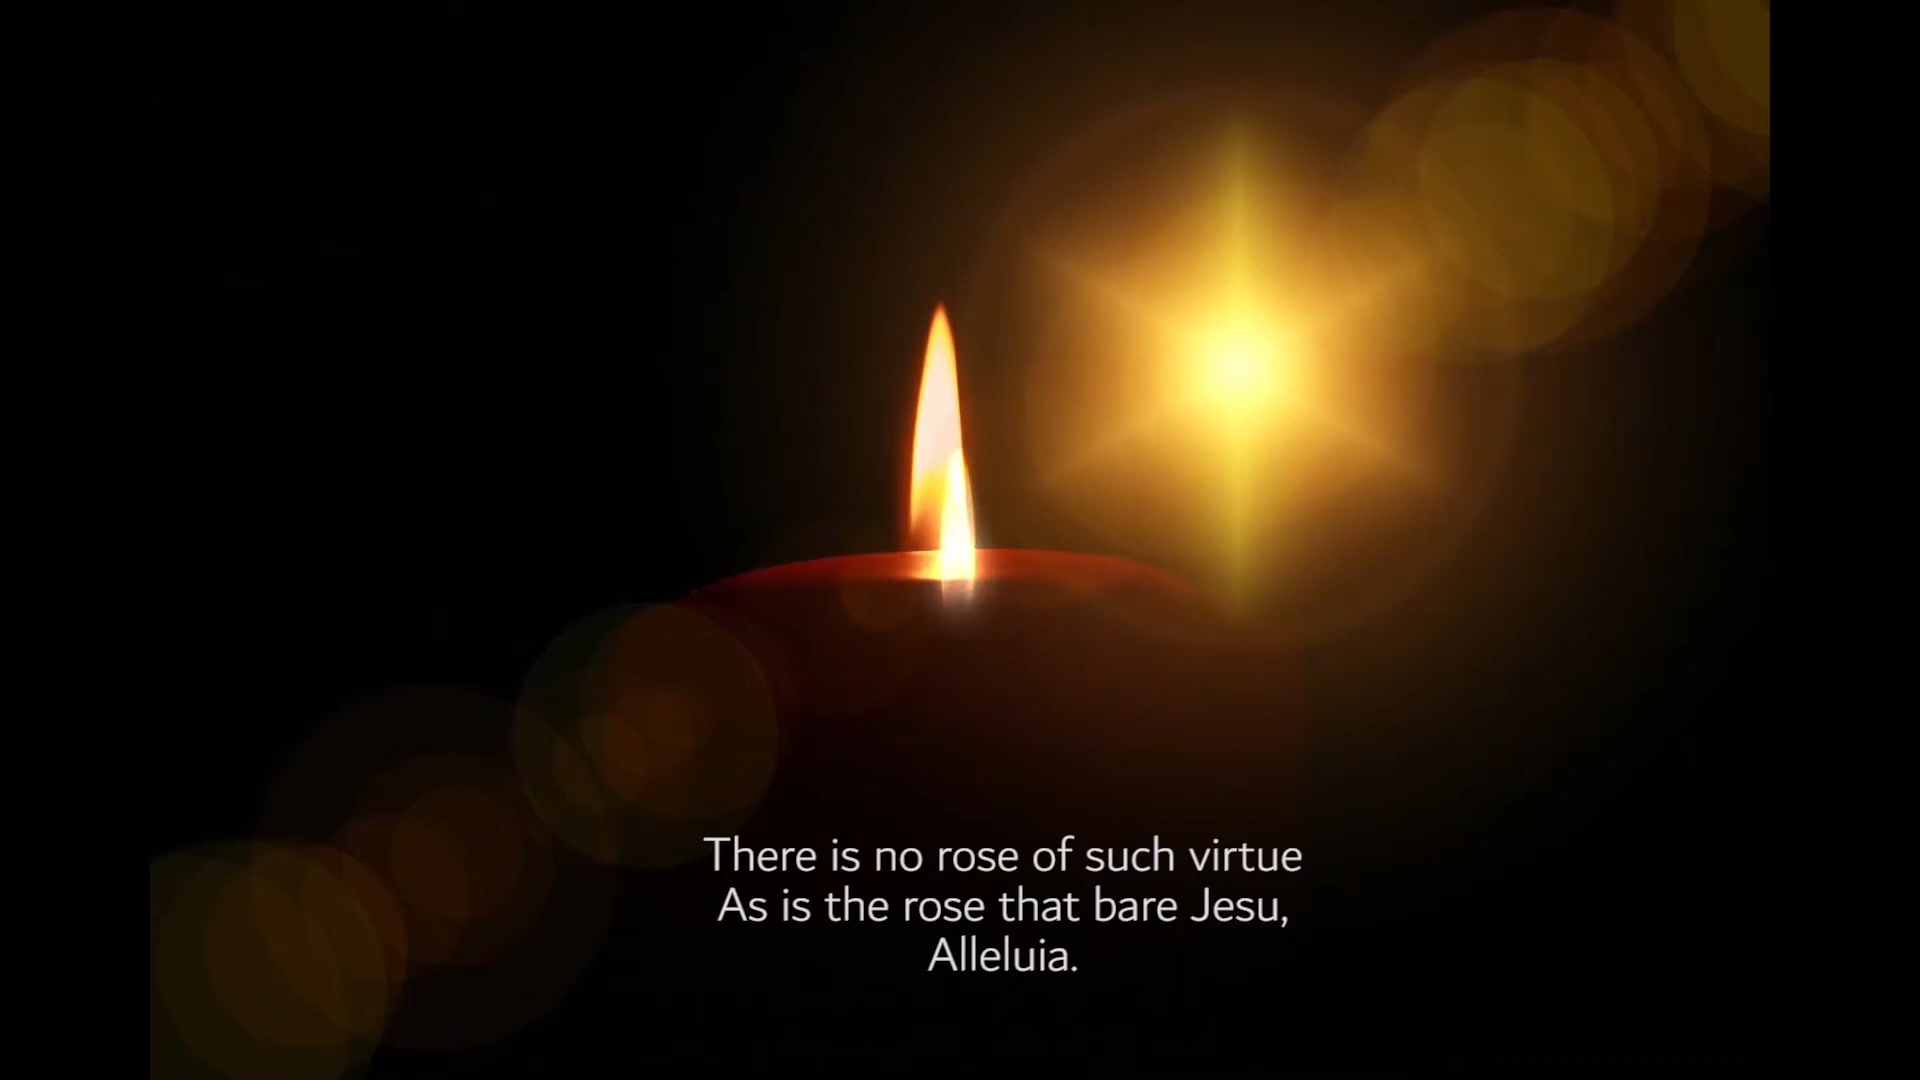 There is no rose of such virtue
As is the rose that bare Jesu,
Alleluia.